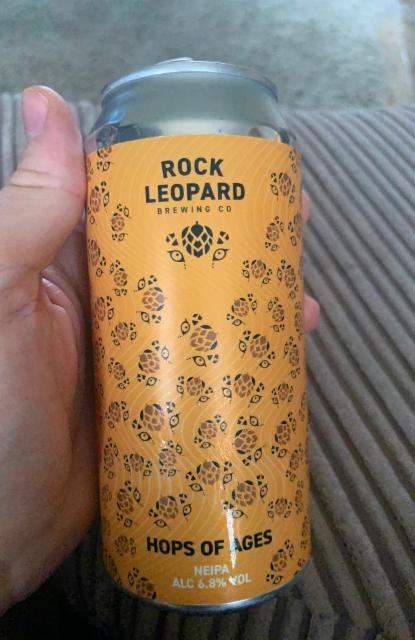 ROCK
LEOPARD
BREWING CO
HOPS OF AGES
NEIPA
ALC 6.8% VOL